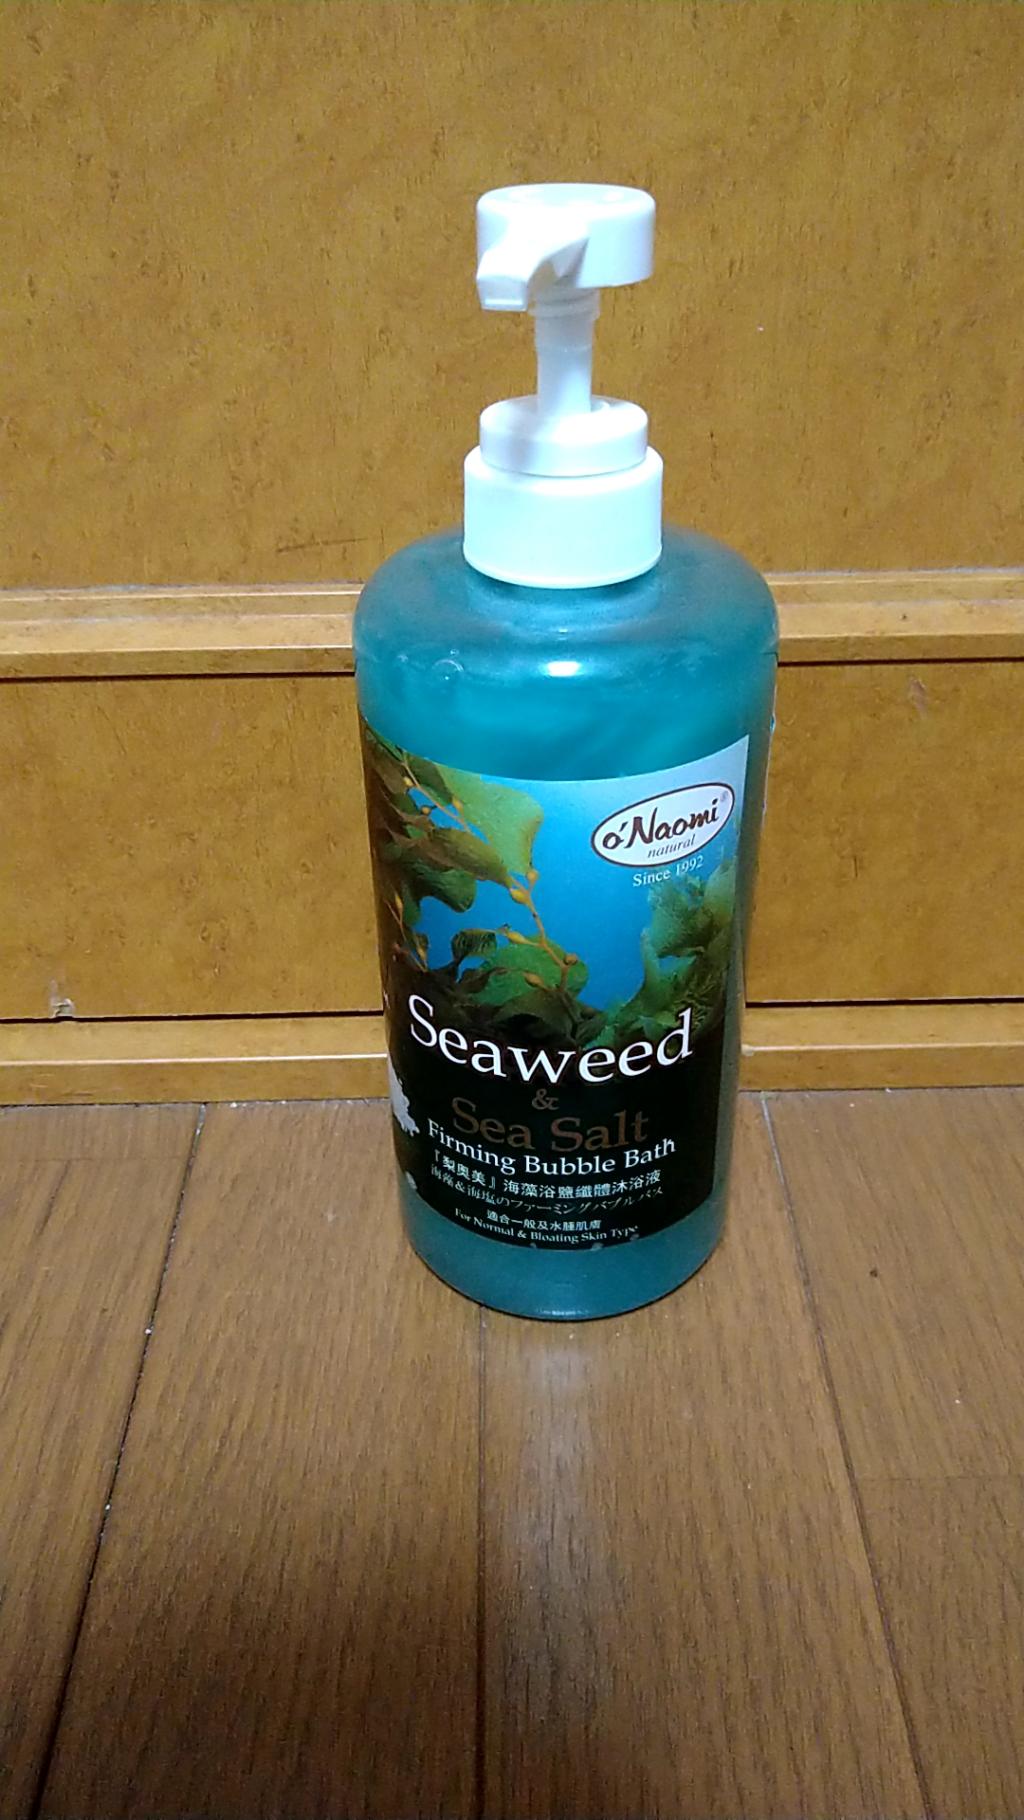 o'Naomi®
natural
Since 1992
Seaweed
&
Sea Salt
Firming Bubble Bath
『梨奥美』海藻浴鹽纖體沐浴液
海藻&海塩のファーミングバブルバス
適合一般及水腫肌膚
For Normal & Bloating Skin Type